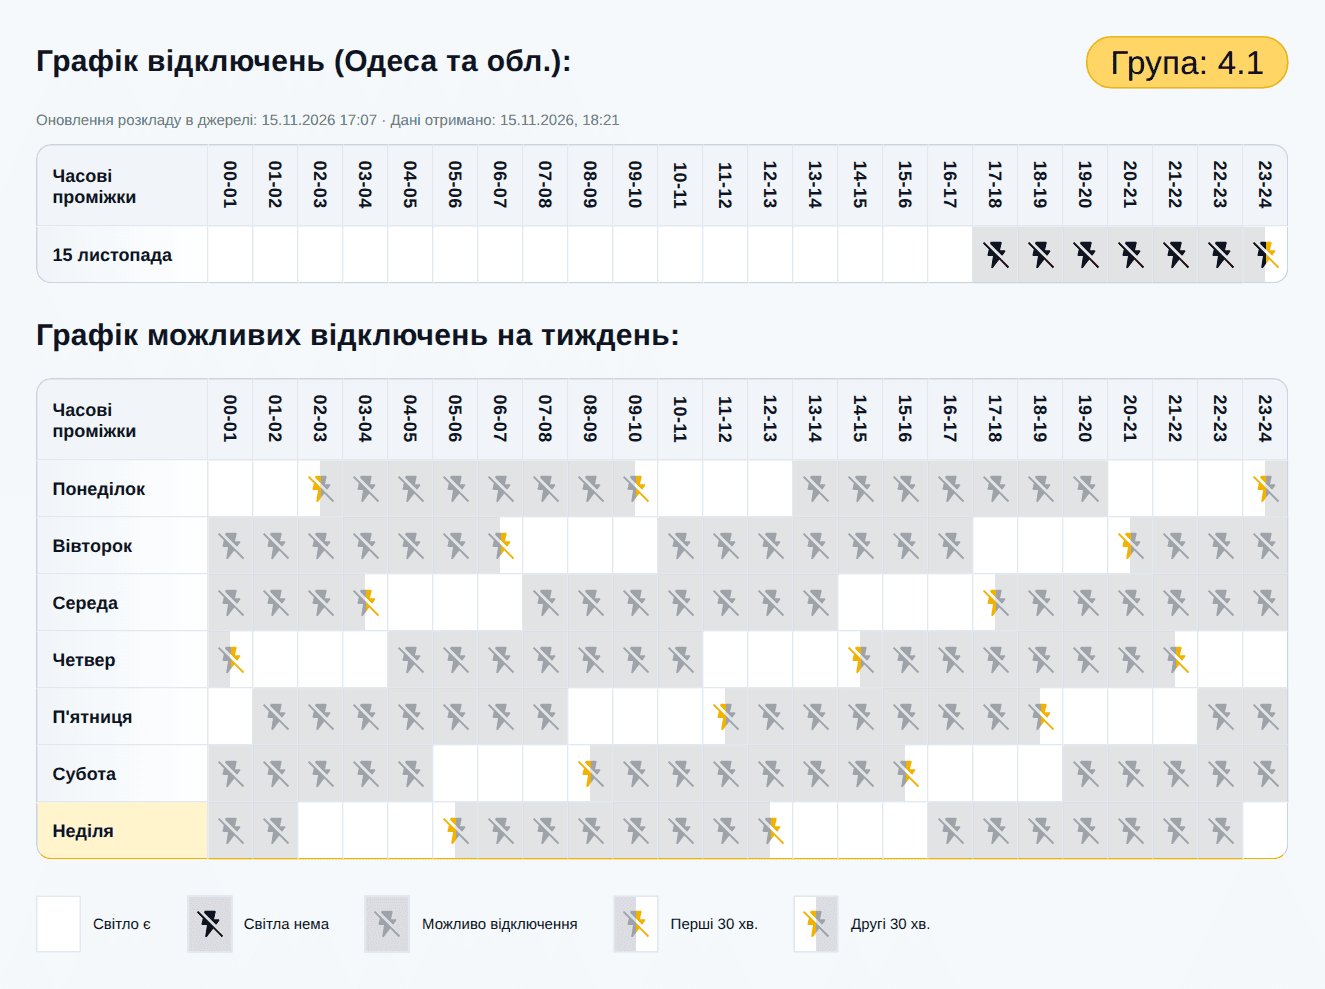 Графік відключень (Одеса та обл.):
Група: 4.1
Оновлення розкладу в джерелі: 15.11.2026 17:07 · Дані отримано: 15.11.2026, 18:21
Часові
проміжки
00-01 01-02 02-03 03-04 04-05 05-06 06-07 07-08 08-09 09-10 10-11 11-12 12-13 13-14 14-15 15-16 16-17 17-18 18-19 19-20 20-21 21-22 22-23 23-24
15 листопада
Графік можливих відключень на тиждень:
Часові
проміжки
00-01 01-02 02-03 03-04 04-05 05-06 06-07 07-08 08-09 09-10 10-11 11-12 12-13 13-14 14-15 15-16 16-17 17-18 18-19 19-20 20-21 21-22 22-23 23-24
Понеділок
Вівторок
Середа
Четвер
П'ятниця
Субота
Неділя
Світло є
Світла нема
Можливо відключення
Перші 30 хв.
Другі 30 хв.